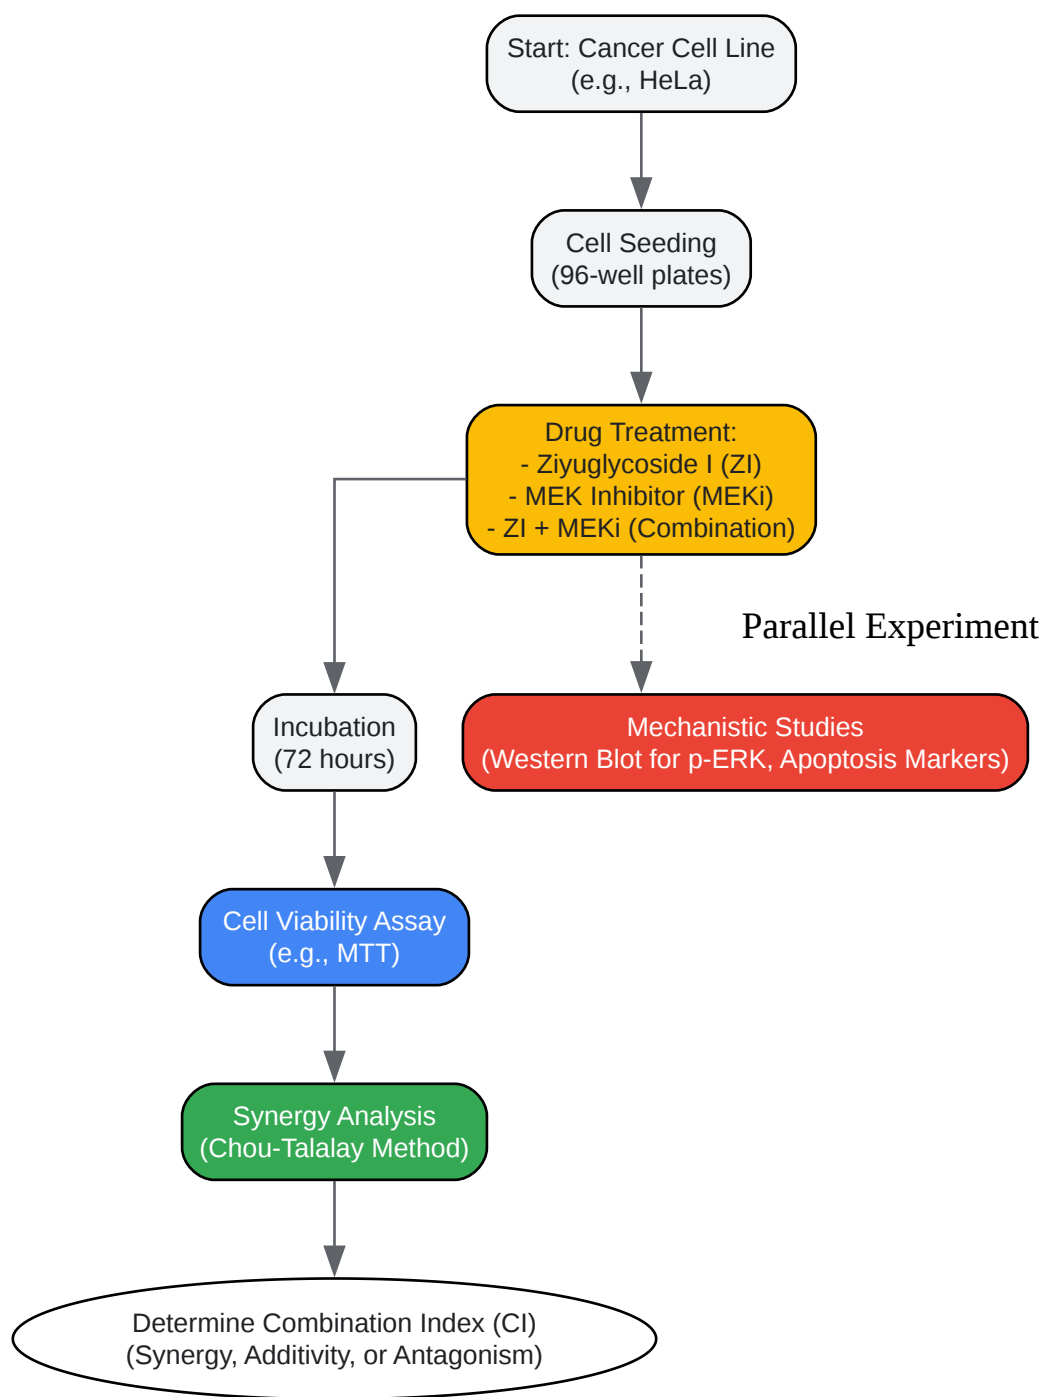 Start: Cancer Cell Line
(e.g., HeLa)
Cell Seeding
(96-well plates)
Drug Treatment:
- Ziyuglycoside I (ZI)
- MEK Inhibitor (MEKi)
- ZI + MEKi (Combination)
Parallel Experiment
Incubation
(72 hours)
Mechanistic Studies
(Western Blot for p-ERK, Apoptosis Markers)
Cell Viability Assay
(e.g., MTT)
Synergy Analysis
(Chou-Talalay Method)
Determine Combination Index (CI)
(Synergy, Additivity, or Antagonism)